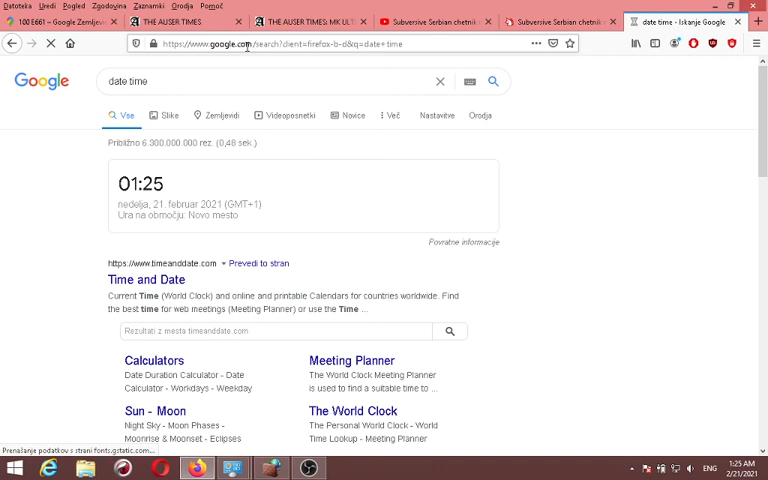 Datoteka Uredi Pogled Zgodovina Zaznamki Orodja Pomoč
100 E661 – Google Zemljevi
THE AUSER TIMES
THE AUSER TIMES: MK ULT
Subversive Serbian chetnik s
Subversive Serbian chetnik s
date time - Iskanje Google
https://www.google.com/search?client=firefox-b-d&q=date+time
Google
date time
Vse Slike Zemljevidi Videoposnetki Novice Več Nastavitve Orodja
Približno 6.300.000.000 rez. (0,48 sek.)
01:25
nedelja, 21. februar 2021 (GMT+1)
Ura na območju: Novo mesto
Povratne informacije
https://www.timeanddate.com Prevedi to stran
Time and Date
Current Time (World Clock) and online and printable Calendars for countries worldwide. Find
the best time for web meetings (Meeting Planner) or use the Time ...
Rezultati z mesta timeanddate.com
Calculators
Date Duration Calculator - Date
Calculator - Workdays - Weekday
Meeting Planner
The World Clock Meeting Planner
is used to find a suitable time to ...
Sun - Moon
Night Sky - Moon Phases -
Moonrise & Moonset - Eclipses
The World Clock
The Personal World Clock - World
Time Lookup - Meeting Planner
Prenašanje podatkov s strani fonts.gstatic.com...
ENG
1:25 AM
2/21/2021